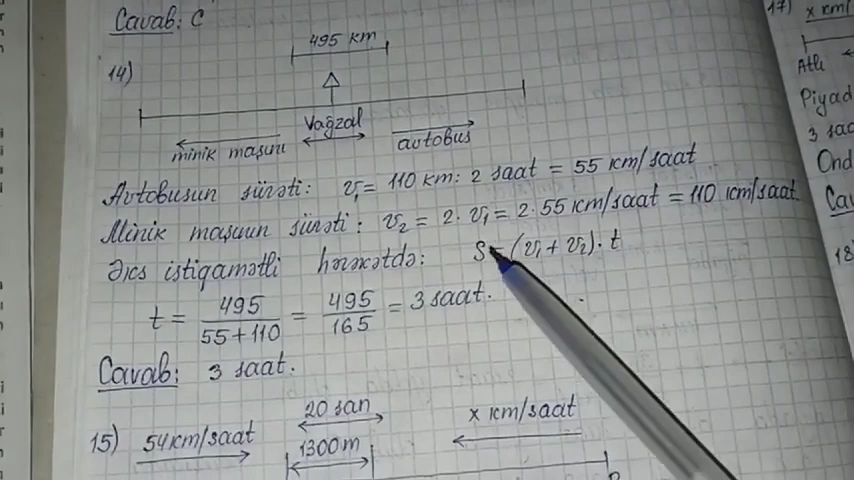 Cavab: C
495 km
14)
Vağzal
minik maşını
avtobus
Avtobusun sürəti: v₁ = 110 km : 2 saat = 55 km/saat
Minik maşının sürəti: v₂ = 2 · v₁ = 2 · 55 km/saat = 110 km/saat.
Əks istiqamətli hərəkətdə: S = (v₁ + v₂) · t
t = 495/(55+110) = 495/165 = 3 saat.
Cavab: 3 saat.
20 san
15) 54 km/saat
x km/saat
1300 m
17)
x km/
Atlı
Piyad
3 saa
Ond
Cav
18